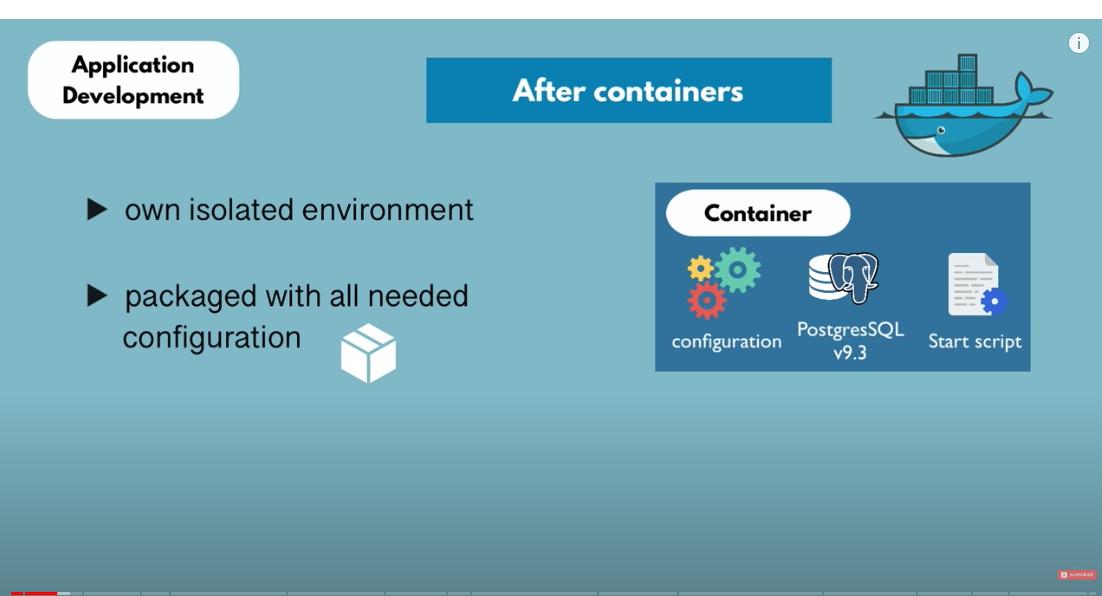 Application
Development
After containers
own isolated environment
packaged with all needed
configuration
Container
configuration
PostgresSQL
v9.3
Start script
SUBSCRIBE